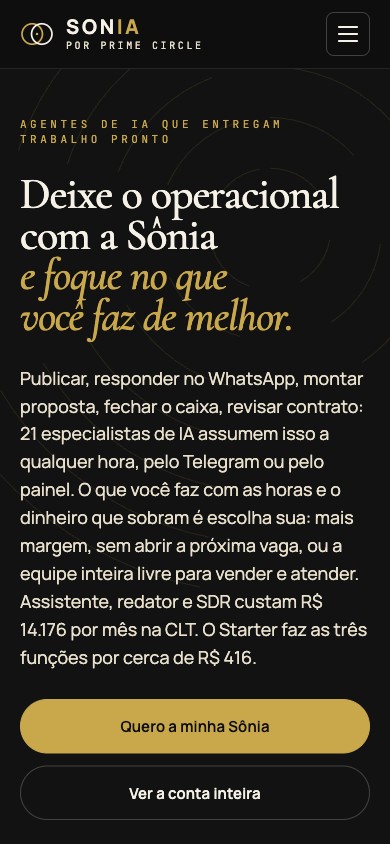 SONIA
POR PRIME CIRCLE
AGENTES DE IA QUE ENTREGAM
TRABALHO PRONTO
Deixe o operacional
com a Sônia
e foque no que
você faz de melhor.
Publicar, responder no WhatsApp, montar
proposta, fechar o caixa, revisar contrato:
21 especialistas de IA assumem isso a
qualquer hora, pelo Telegram ou pelo
painel. O que você faz com as horas e o
dinheiro que sobram é escolha sua: mais
margem, sem abrir a próxima vaga, ou a
equipe inteira livre para vender e atender.
Assistente, redator e SDR custam R$
14.176 por mês na CLT. O Starter faz as três
funções por cerca de R$ 416.
Quero a minha Sônia
Ver a conta inteira